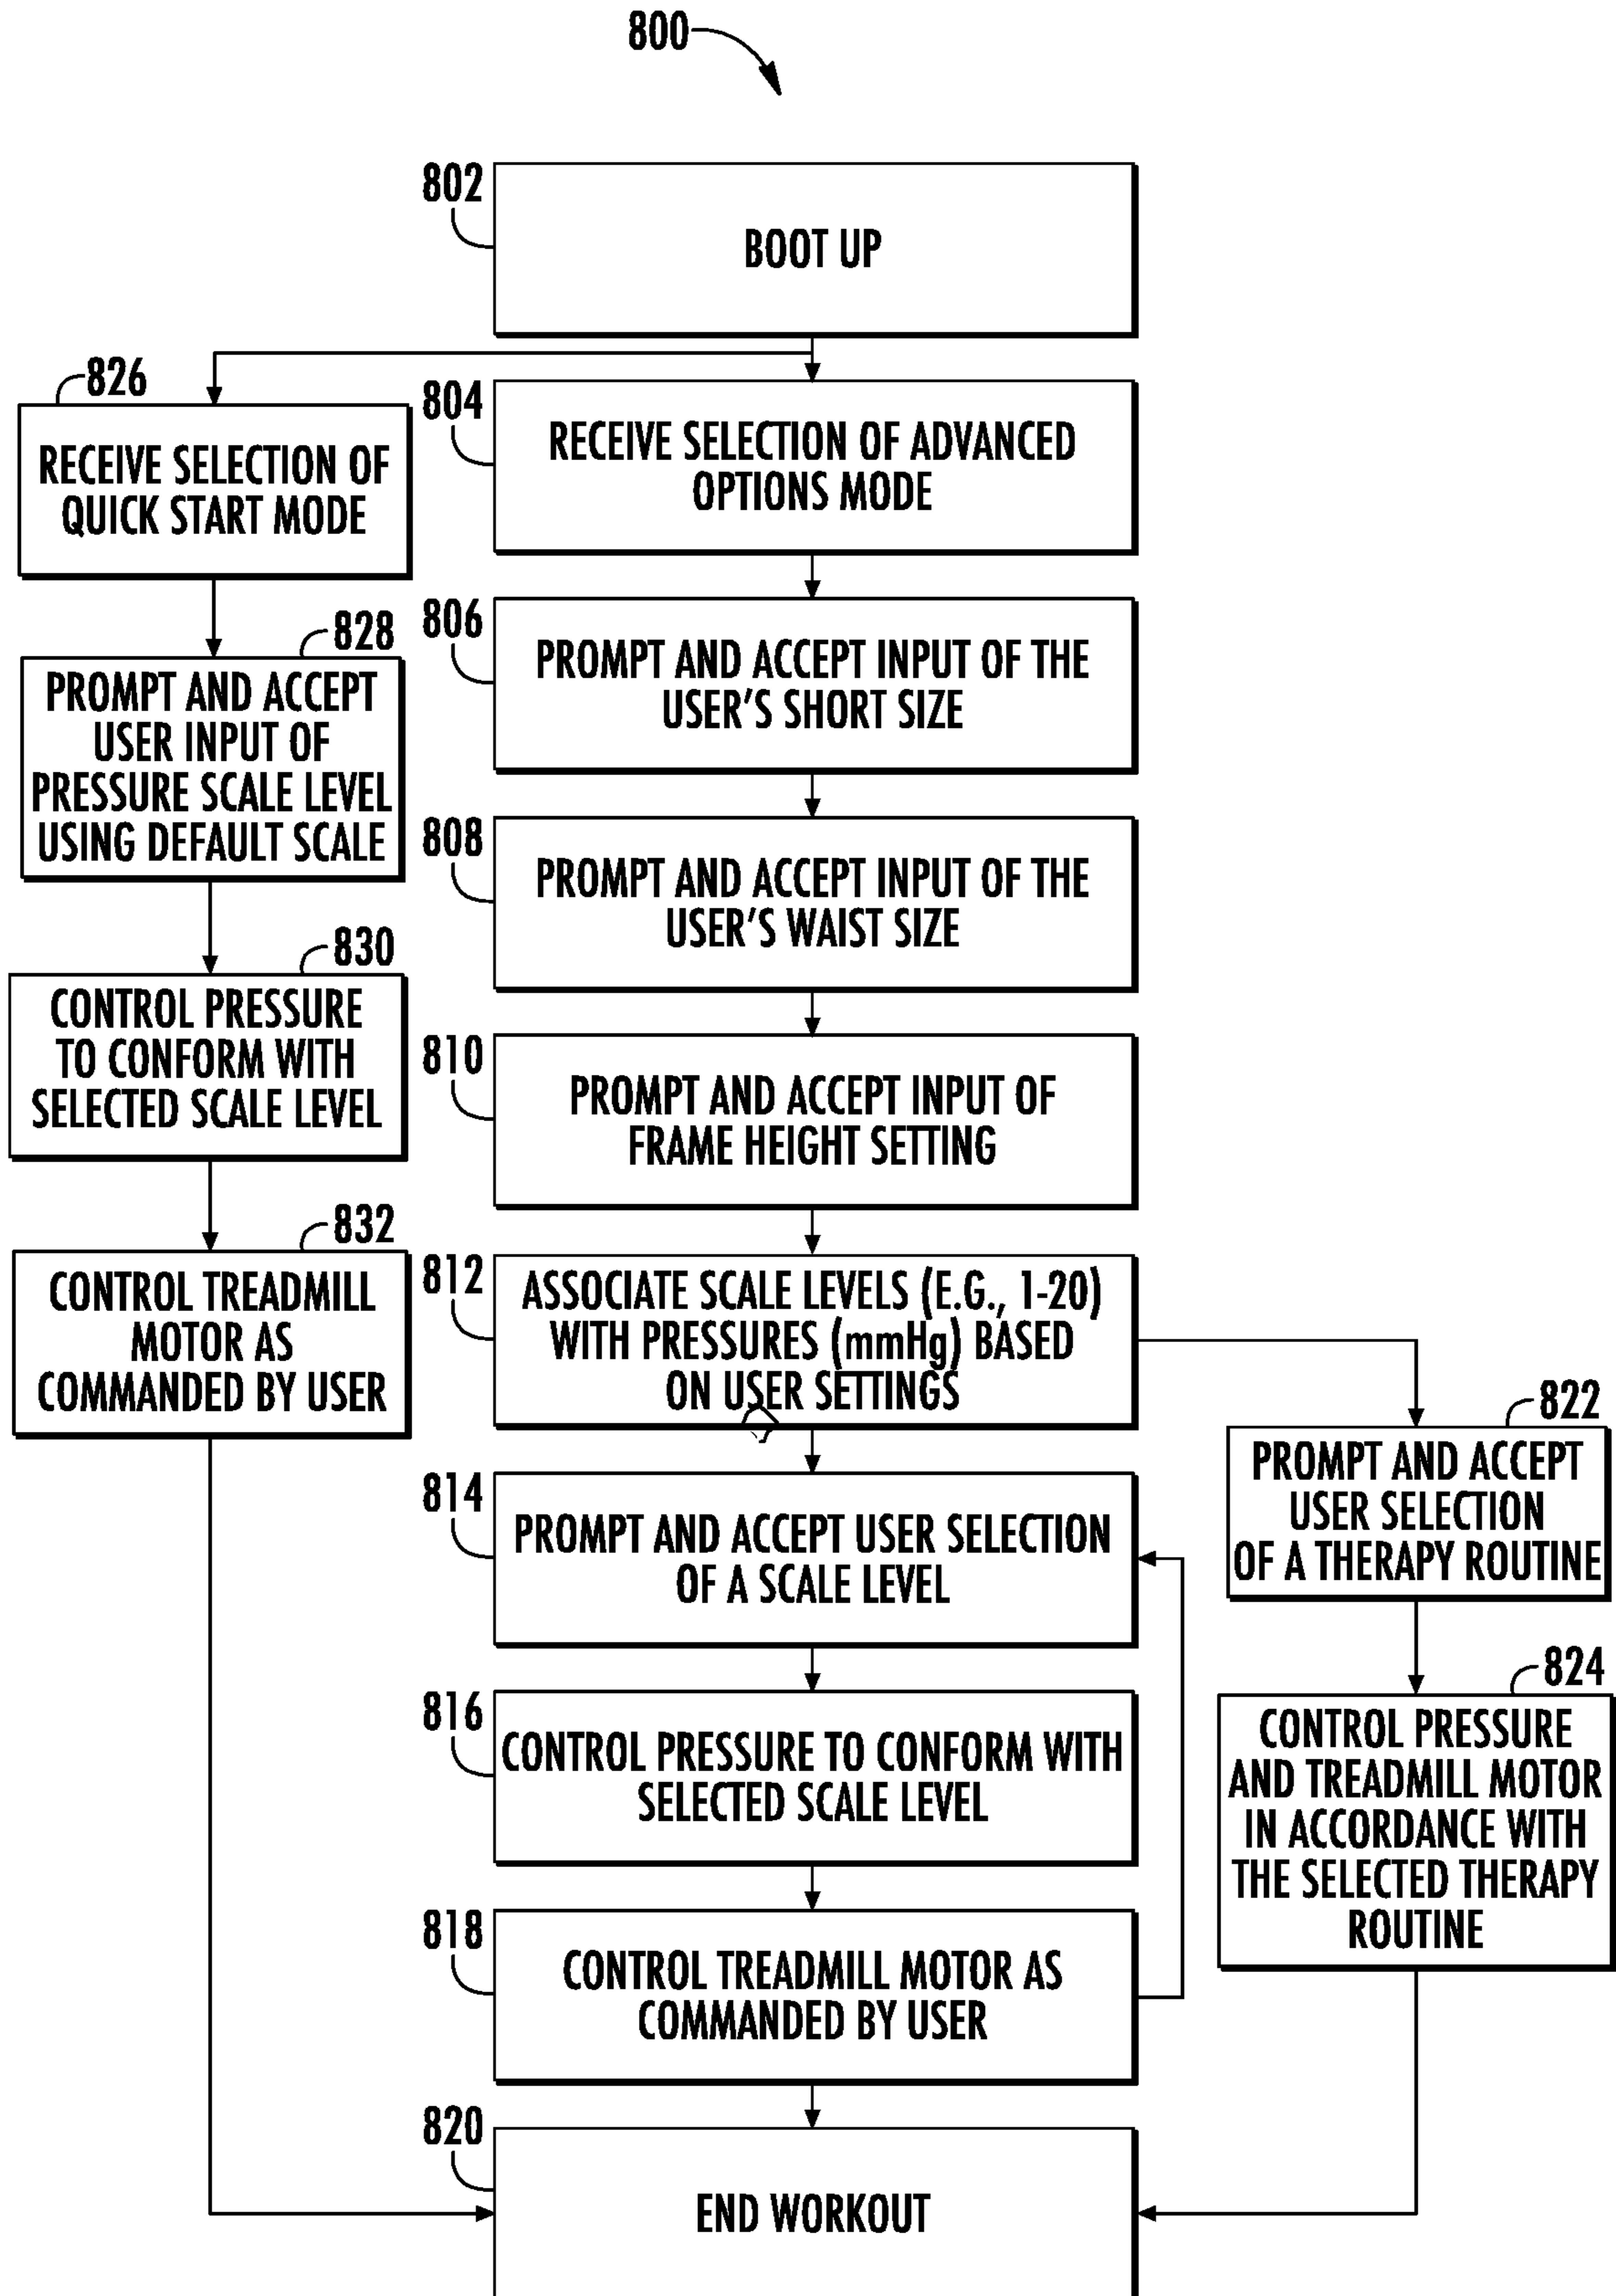 800
802
BOOT UP
826
RECEIVE SELECTION OF
QUICK START MODE
828
PROMPT AND ACCEPT
USER INPUT OF
PRESSURE SCALE LEVEL
USING DEFAULT SCALE
830
CONTROL PRESSURE
TO CONFORM WITH
SELECTED SCALE LEVEL
832
CONTROL TREADMILL
MOTOR AS
COMMANDED BY USER
804
RECEIVE SELECTION OF ADVANCED
OPTIONS MODE
806
PROMPT AND ACCEPT INPUT OF THE
USER'S SHORT SIZE
808
PROMPT AND ACCEPT INPUT OF THE
USER'S WAIST SIZE
810
PROMPT AND ACCEPT INPUT OF
FRAME HEIGHT SETTING
812
ASSOCIATE SCALE LEVELS (E.G., 1-20)
WITH PRESSURES (mmHg) BASED
ON USER SETTINGS
814
PROMPT AND ACCEPT USER SELECTION
OF A SCALE LEVEL
816
CONTROL PRESSURE TO CONFORM WITH
SELECTED SCALE LEVEL
818
CONTROL TREADMILL MOTOR AS
COMMANDED BY USER
822
PROMPT AND ACCEPT
USER SELECTION
OF A THERAPY ROUTINE
824
CONTROL PRESSURE
AND TREADMILL MOTOR
IN ACCORDANCE WITH
THE SELECTED THERAPY
ROUTINE
820
END WORKOUT